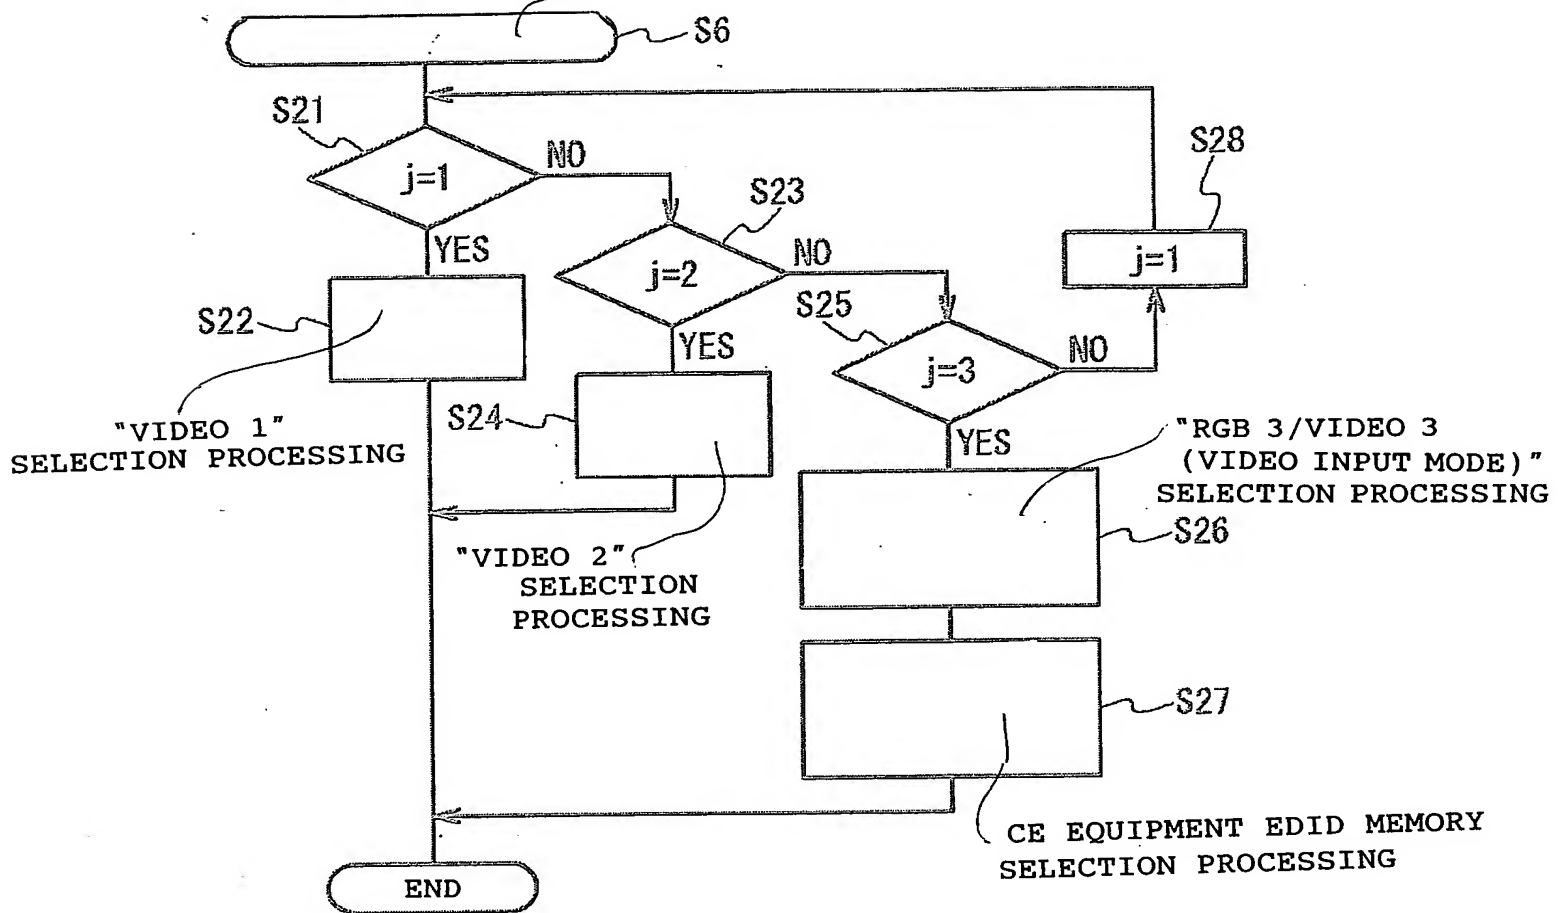 S6
S21
j=1
NO
YES
S22
"VIDEO 1"
SELECTION PROCESSING
S23
j=2
NO
YES
S24
"VIDEO 2"
SELECTION
PROCESSING
S25
j=3
NO
YES
S28
j=1
"RGB 3/VIDEO 3
(VIDEO INPUT MODE)"
SELECTION PROCESSING
S26
S27
CE EQUIPMENT EDID MEMORY
SELECTION PROCESSING
END